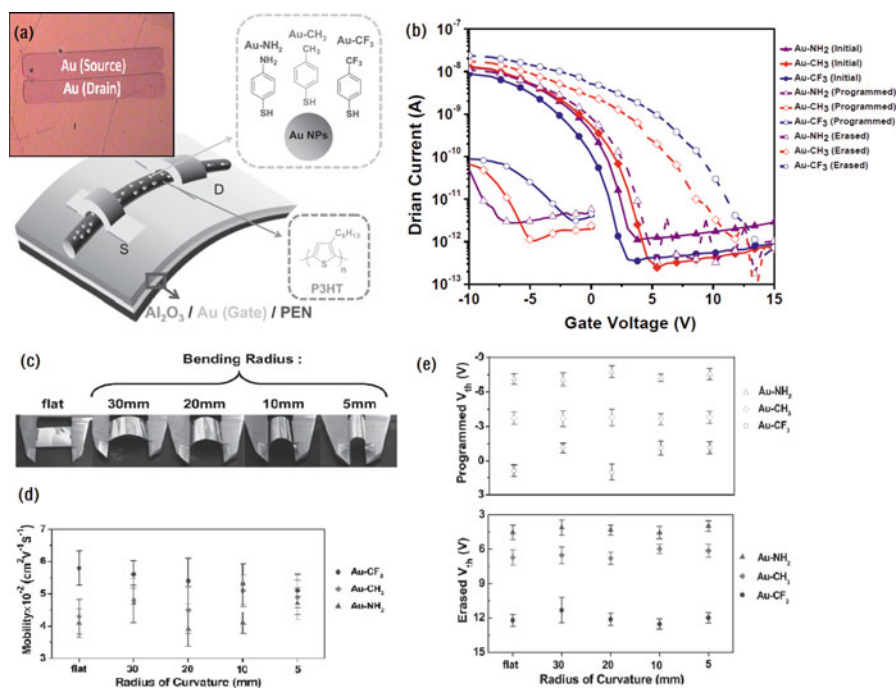 (a)
Au (Source)
Au (Drain)
Au-NH2
NH2
SH
Au-CH3
CH3
SH
Au-CF3
CF3
SH
Au NPs
D
S
C6H13
S
n
P3HT
Al2O3 / Au (Gate) / PEN
(b)
Drian Current (A)
10-7
10-8
10-9
10-10
10-11
10-12
10-13
-10 -5 0 5 10 15
Gate Voltage (V)
Au-NH2 (Initial)
Au-CH3 (Initial)
Au-CF3 (Initial)
Au-NH2 (Programmed)
Au-CH3 (Programmed)
Au-CF3 (Programmed)
Au-NH2 (Erased)
Au-CH3 (Erased)
Au-CF3 (Erased)
(c)
Bending Radius :
flat 30mm 20mm 10mm 5mm
(d)
Mobility×10-2 (cm2V-1S-1)
7
6
5
4
3
flat 30 20 10 5
Radius of Curvature (mm)
Au-CF3
Au-CH3
Au-NH2
(e)
Programmed Vth (V)
-9
-6
-3
0
3
Au-NH2
Au-CH3
Au-CF3
Erased Vth (V)
3
6
9
12
15
flat 30 20 10 5
Radius of Curvature (mm)
Au-NH2
Au-CH3
Au-CF3